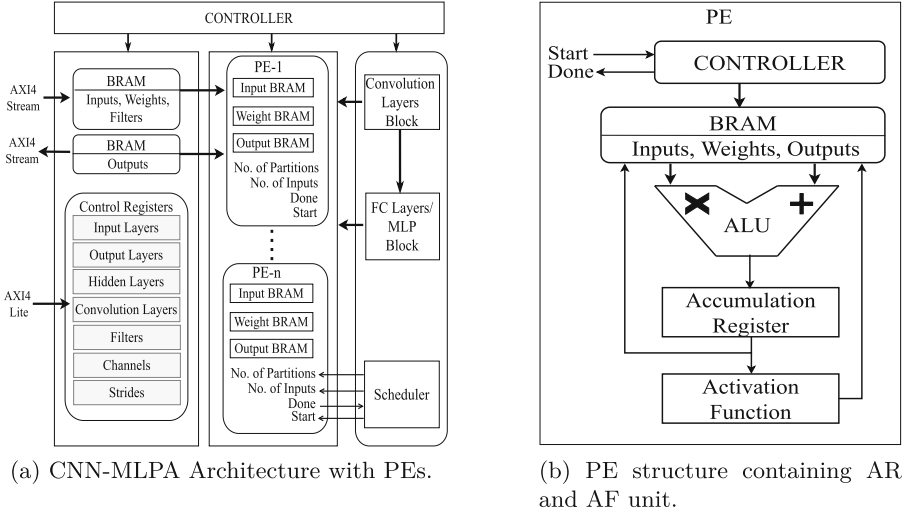 CONTROLLER
AXI4
Stream
BRAM
Inputs, Weights,
Filters
AXI4
Stream
BRAM
Outputs
Control Registers
Input Layers
Output Layers
Hidden Layers
AXI4
Lite
Convolution Layers
Filters
Channels
Strides
PE-1
Input BRAM
Weight BRAM
Output BRAM
No. of Partitions
No. of Inputs
Done
Start
PE-n
Input BRAM
Weight BRAM
Output BRAM
No. of Partitions
No. of Inputs
Done
Start
Convolution
Layers
Block
FC Layers/
MLP
Block
Scheduler
(a) CNN-MLPA Architecture with PEs.
PE
Start
Done
CONTROLLER
BRAM
Inputs, Weights, Outputs
× +
ALU
Accumulation
Register
Activation
Function
(b) PE structure containing AR
and AF unit.